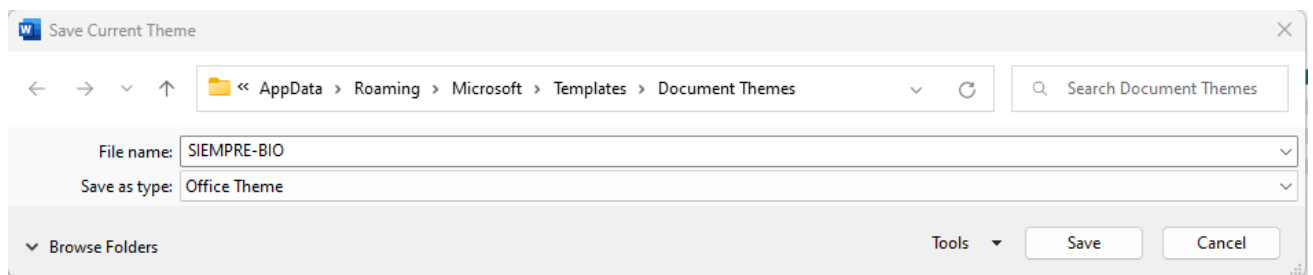 Save Current Theme
« AppData > Roaming > Microsoft > Templates > Document Themes
Search Document Themes
File name: SIEMPRE-BIO
Save as type: Office Theme
Browse Folders
Tools
Save
Cancel